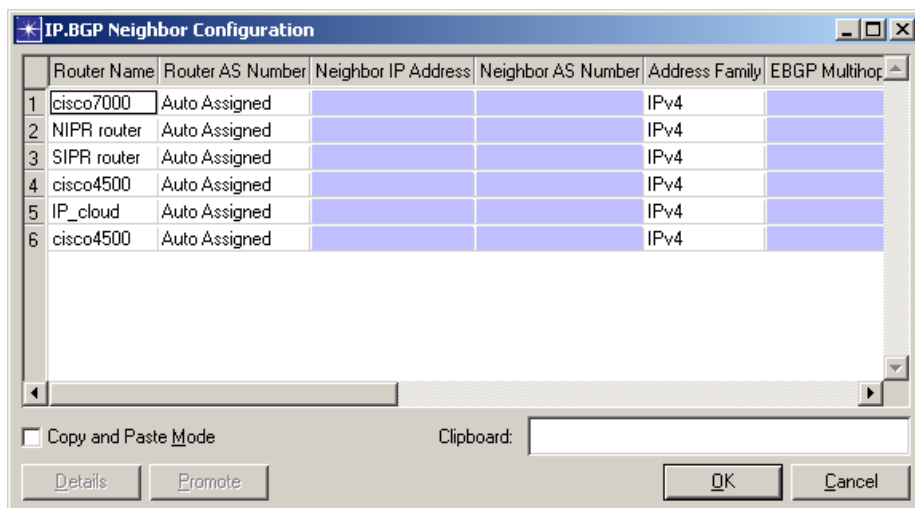 IP.BGP Neighbor Configuration
Router Name Router AS Number Neighbor IP Address Neighbor AS Number Address Family EBGP Multihop
1 cisco7000 Auto Assigned IPv4
2 NIPR router Auto Assigned IPv4
3 SIPR router Auto Assigned IPv4
4 cisco4500 Auto Assigned IPv4
5 IP_cloud Auto Assigned IPv4
6 cisco4500 Auto Assigned IPv4
Copy and Paste Mode Clipboard:
Details Promote OK Cancel